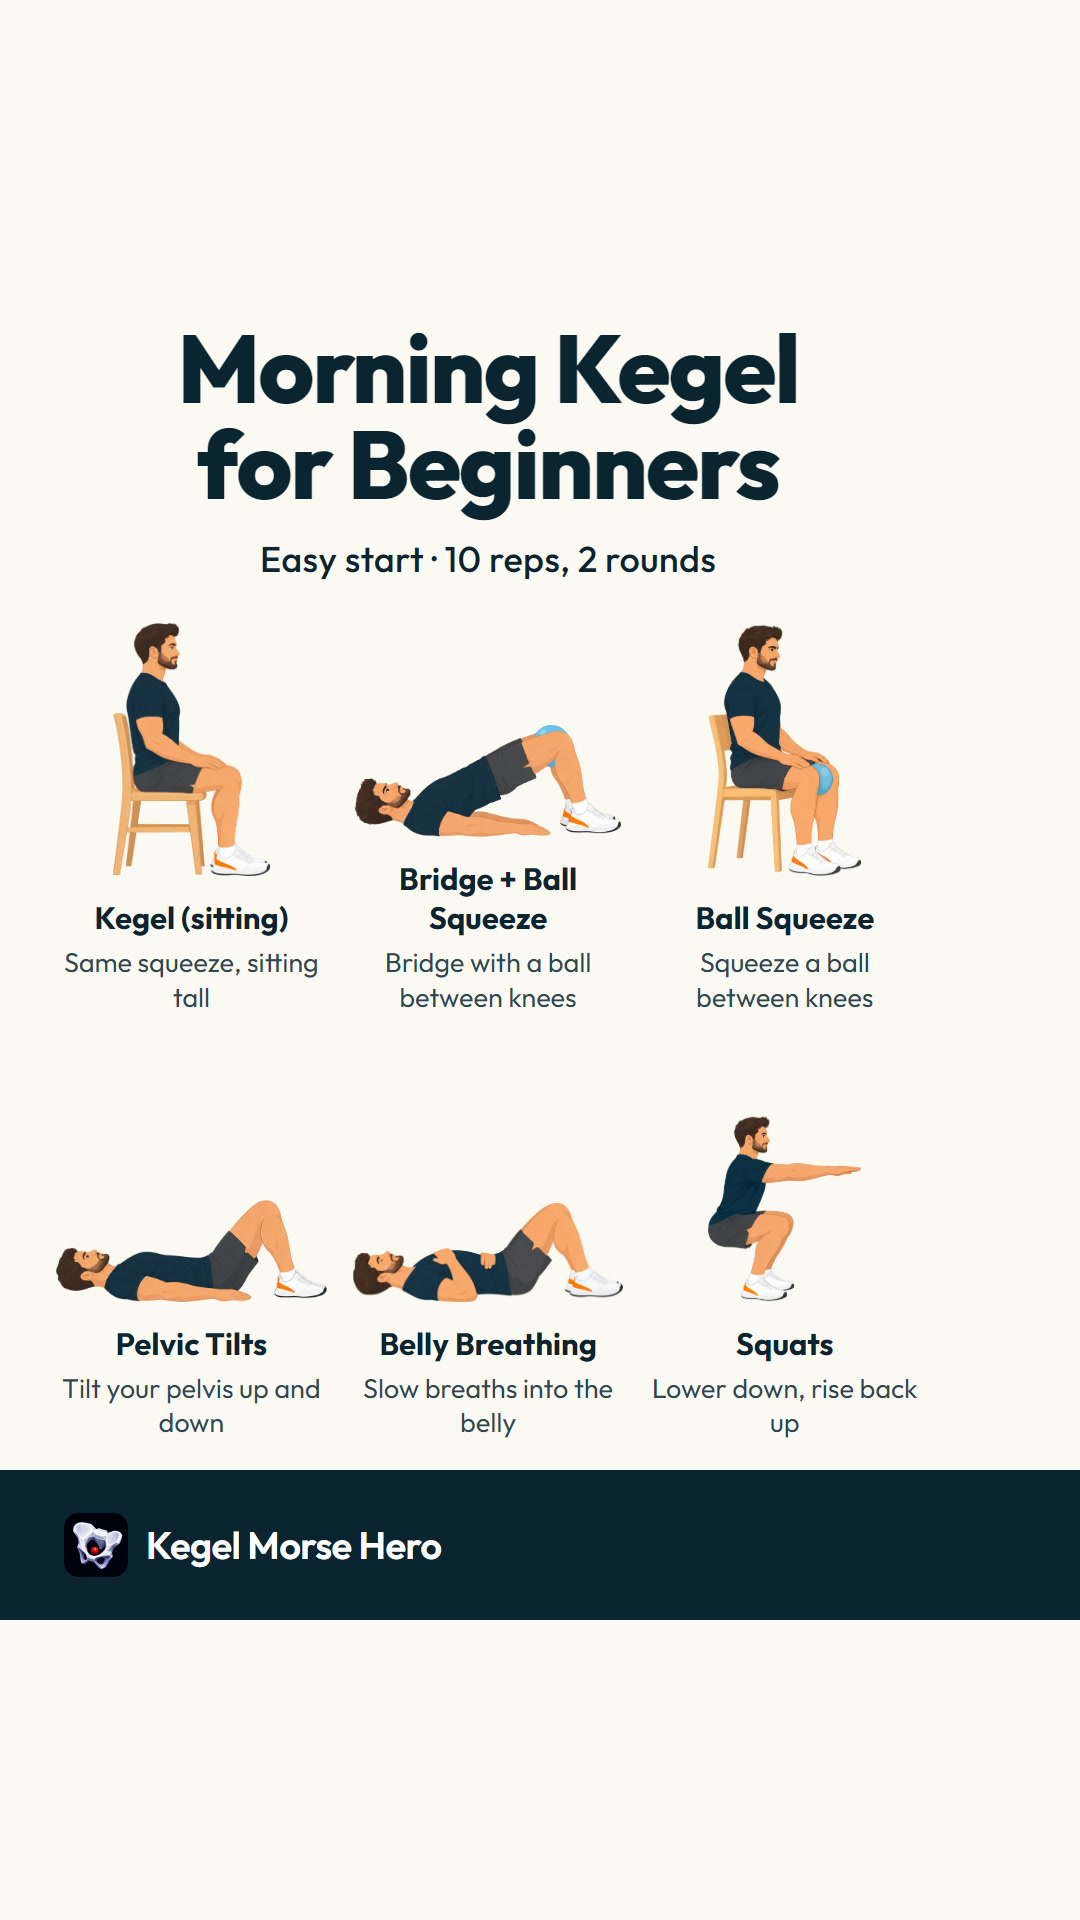 Morning Kegel
for Beginners
Easy start · 10 reps, 2 rounds
Kegel (sitting)
Same squeeze, sitting
tall
Bridge + Ball
Squeeze
Bridge with a ball
between knees
Ball Squeeze
Squeeze a ball
between knees
Pelvic Tilts
Tilt your pelvis up and
down
Belly Breathing
Slow breaths into the
belly
Squats
Lower down, rise back
up
Kegel Morse Hero